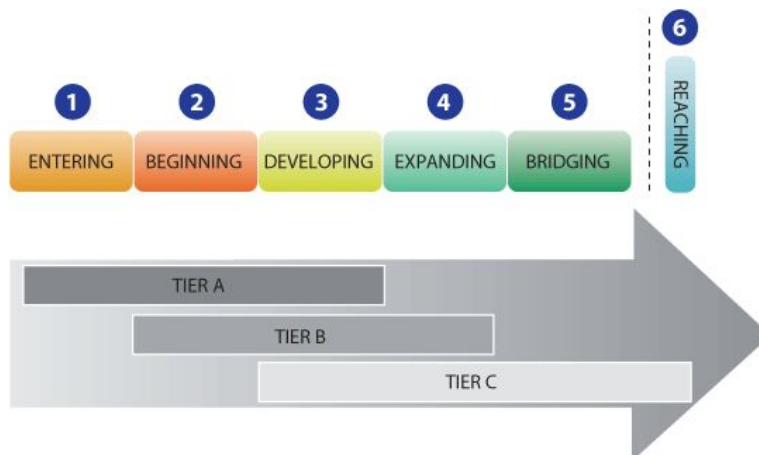 6
1 2 3 4 5
REACHING
ENTERING BEGINNING DEVELOPING EXPANDING BRIDGING
TIER A
TIER B
TIER C